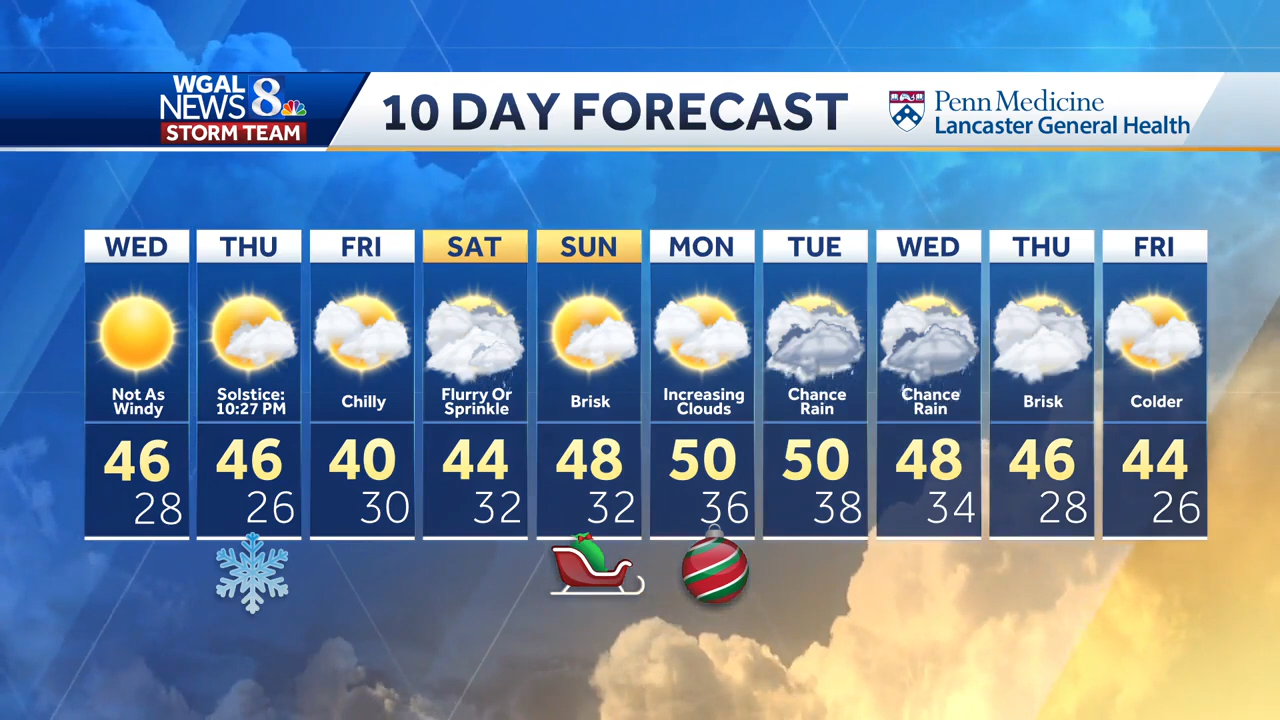 WGAL
NEWS 8
STORM TEAM
10 DAY FORECAST
Penn Medicine
Lancaster General Health
WED THU FRI SAT SUN MON TUE WED THU FRI
Not As Windy
Solstice: 10:27 PM
Chilly
Flurry Or Sprinkle
Brisk
Increasing Clouds
Chance Rain
Chance Rain
Brisk
Colder
46 46 40 44 48 50 50 48 46 44
28 26 30 32 32 36 38 34 28 26